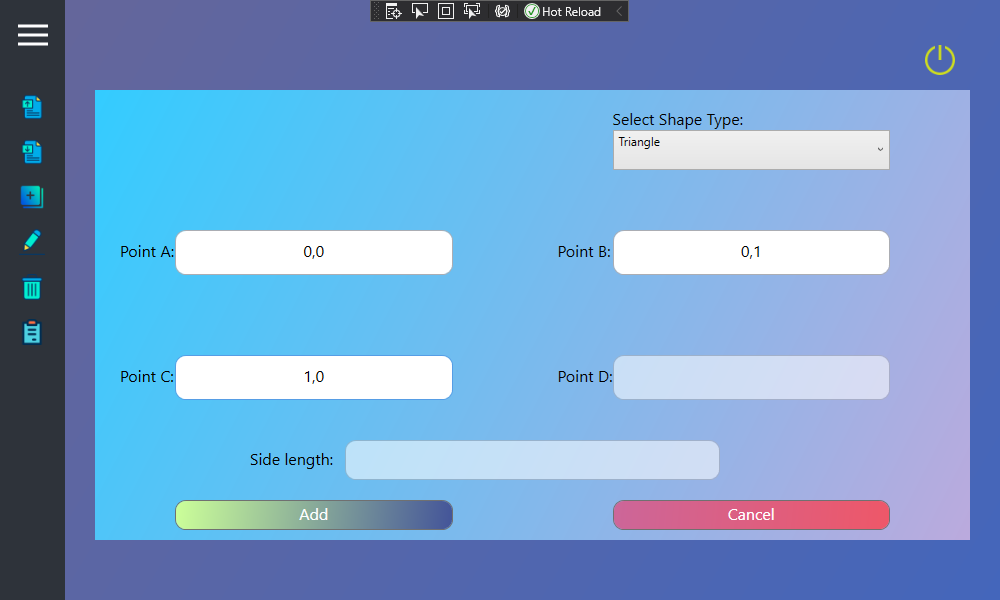 Hot Reload
Select Shape Type:
Triangle
Point A: 0,0
Point B: 0,1
Point C: 1,0
Point D:
Side length:
Add
Cancel